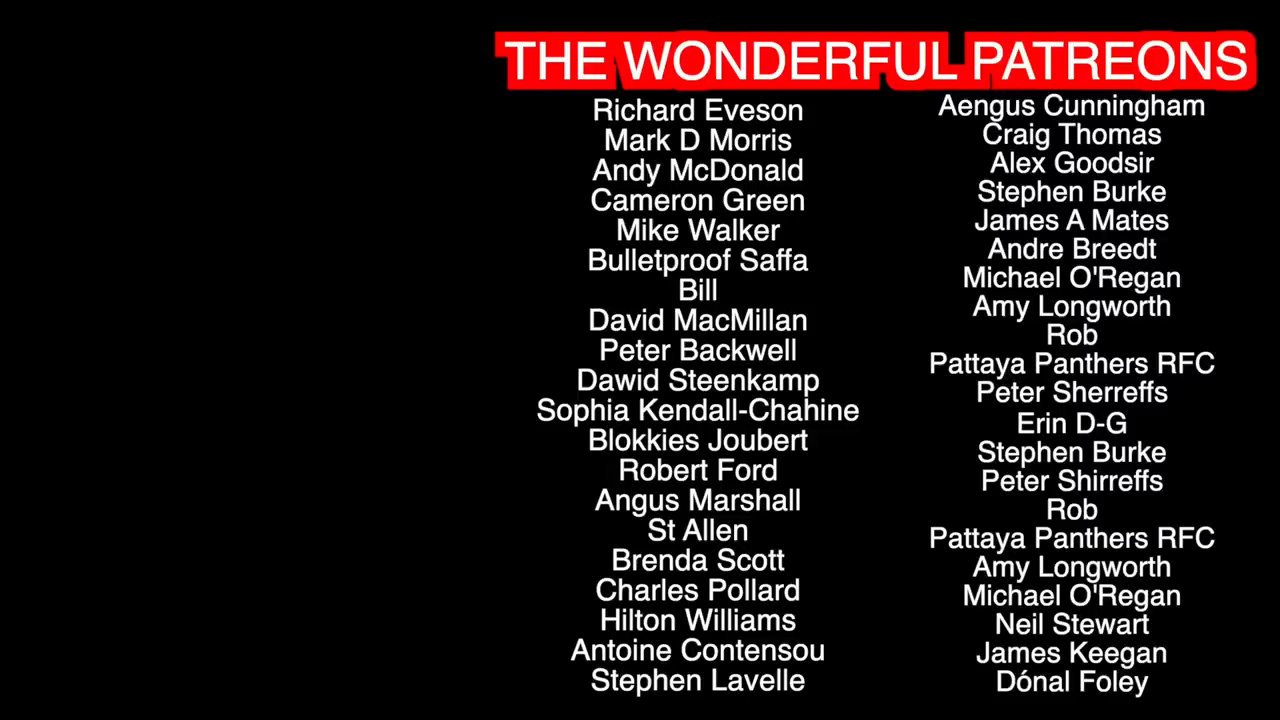 THE WONDERFUL PATREONS
Richard Eveson
Mark D Morris
Andy McDonald
Cameron Green
Mike Walker
Bulletproof Saffa
Bill
David MacMillan
Peter Backwell
Dawid Steenkamp
Sophia Kendall-Chahine
Blokkies Joubert
Robert Ford
Angus Marshall
St Allen
Brenda Scott
Charles Pollard
Hilton Williams
Antoine Contensou
Stephen Lavelle
Aengus Cunningham
Craig Thomas
Alex Goodsir
Stephen Burke
James A Mates
Andre Breedt
Michael O'Regan
Amy Longworth
Rob
Pattaya Panthers RFC
Peter Sherreffs
Erin D-G
Stephen Burke
Peter Shirreffs
Rob
Pattaya Panthers RFC
Amy Longworth
Michael O'Regan
Neil Stewart
James Keegan
Dónal Foley